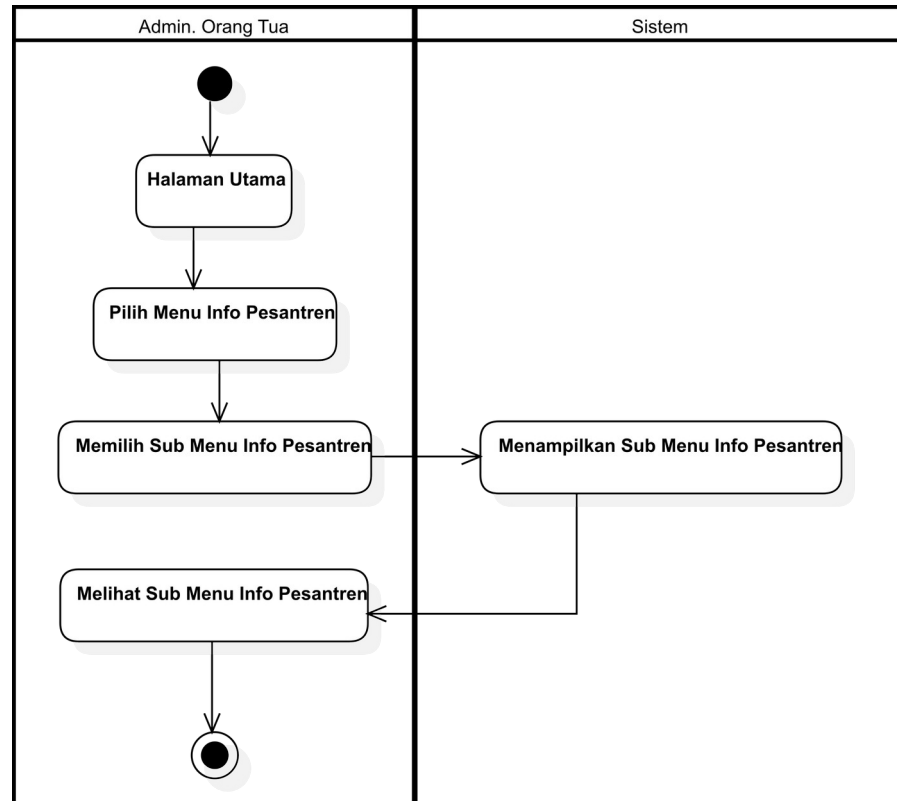 Admin. Orang Tua
Sistem
Halaman Utama
Pilih Menu Info Pesantren
Memilih Sub Menu Info Pesantren
Menampilkan Sub Menu Info Pesantren
Melihat Sub Menu Info Pesantren